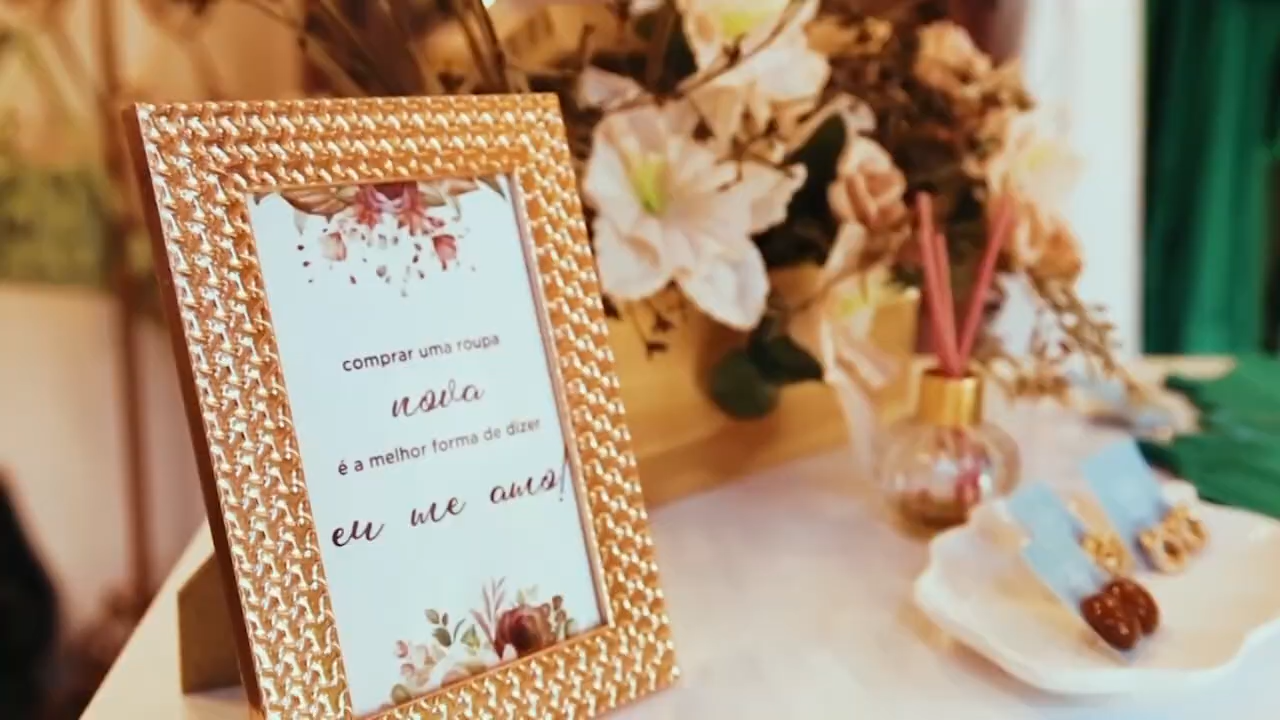 comprar uma roupa
nova
é a melhor forma de dizer
eu me amo!